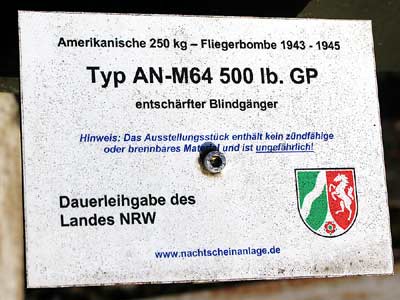 Amerikanische 250 kg – Fliegerbombe 1943 - 1945
Typ AN-M64 500 lb. GP
entschärfter Blindgänger
Hinweis: Das Ausstellungsstück enthält kein zündfähige
oder brennbares Material und ist ungefährlich!
Dauerleihgabe des
Landes NRW
www.nachtscheinanlage.de